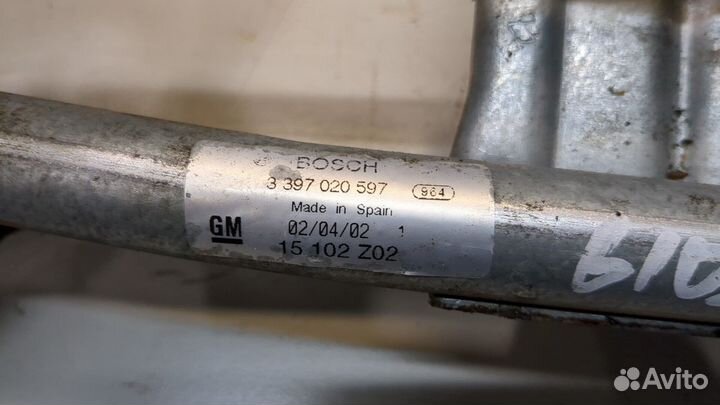 BOSCH
3 397 020 597 964
Made in Spain
GM 02/04/02 1
15 102 Z02
Avito